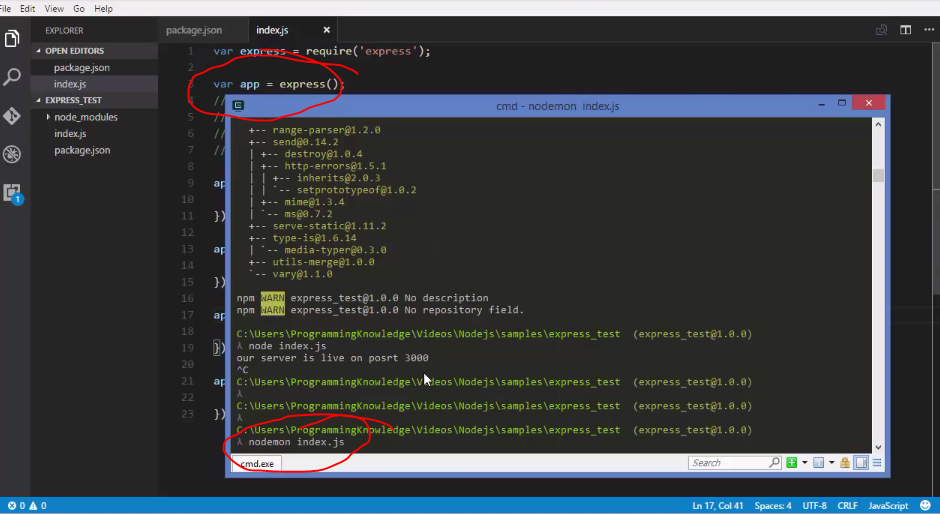 File Edit View Go Help
EXPLORER
OPEN EDITORS
package.json
index.js
EXPRESS_TEST
node_modules
index.js
package.json
1
package.json index.js
1 var express = require('express');
2
3 var app = express();
4 //
5 //
6 //
7 //
8
9 ap
10
11 })
12
13 ap
14
15 })
16
17 ap
18
19 })
20
21 ap
22
23 })
cmd - nodemon index.js
+-- range-parser@1.2.0
+-- send@0.14.2
| +-- destroy@1.0.4
| +-- http-errors@1.5.1
| | +-- inherits@2.0.3
| | `-- setprototypeof@1.0.2
| +-- mime@1.3.4
| `-- ms@0.7.2
+-- serve-static@1.11.2
+-- type-is@1.6.14
| `-- media-typer@0.3.0
+-- utils-merge@1.0.0
`-- vary@1.1.0
npm WARN express_test@1.0.0 No description
npm WARN express_test@1.0.0 No repository field.
C:\Users\ProgrammingKnowledge\Videos\Nodejs\samples\express_test (express_test@1.0.0)
λ node index.js
our server is live on posrt 3000
^C
C:\Users\ProgrammingKnowledge\Videos\Nodejs\samples\express_test (express_test@1.0.0)
λ
C:\Users\ProgrammingKnowledge\Videos\Nodejs\samples\express_test (express_test@1.0.0)
λ
C:\Users\ProgrammingKnowledge\Videos\Nodejs\samples\express_test (express_test@1.0.0)
λ nodemon index.js
cmd.exe
Search
0 0
Ln 17, Col 41 Spaces: 4 UTF-8 CRLF JavaScript